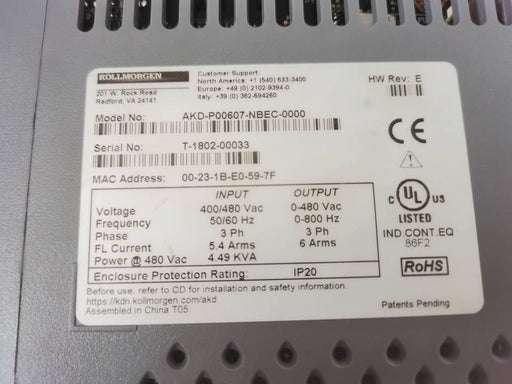 KOLLMORGEN
201 W. Rock Road
Radford, VA 24141
Customer Support:
North America: +1 (540) 633-3400
Europe: +49 (0) 2102-9394-0
Italy: +39 (0) 362-594260
HW Rev: E
Model No: AKD-P00607-NBEC-0000
Serial No: T-1802-00033
MAC Address: 00-23-1B-E0-59-7F
CE
INPUT OUTPUT
Voltage 400/480 Vac 0-480 Vac
Frequency 50/60 Hz 0-800 Hz
Phase 3 Ph 3 Ph
FL Current 5.4 Arms 6 Arms
Power @ 480 Vac 4.49 KVA
Enclosure Protection Rating: IP20
C UL US
LISTED
IND.CONT.EQ
86F2
RoHS
Before use, refer to CD for installation and safety information.
https://kdn.kollmorgen.com/akd
Assembled in China T05
Patents Pending